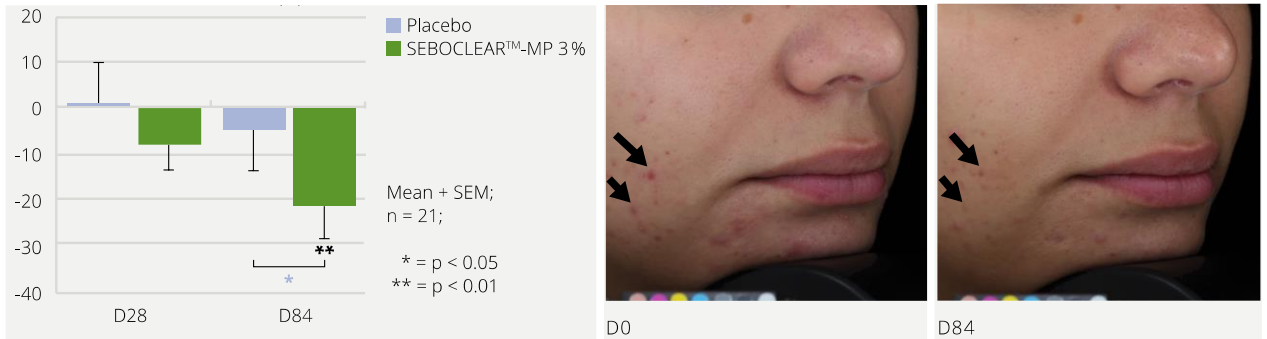 20
10
0
-10
-20
-30
-40
D28
D84
Placebo
SEBOCLEAR™-MP 3%
Mean + SEM;
n = 21;
* = p < 0.05
** = p < 0.01
**
*
D0
D84